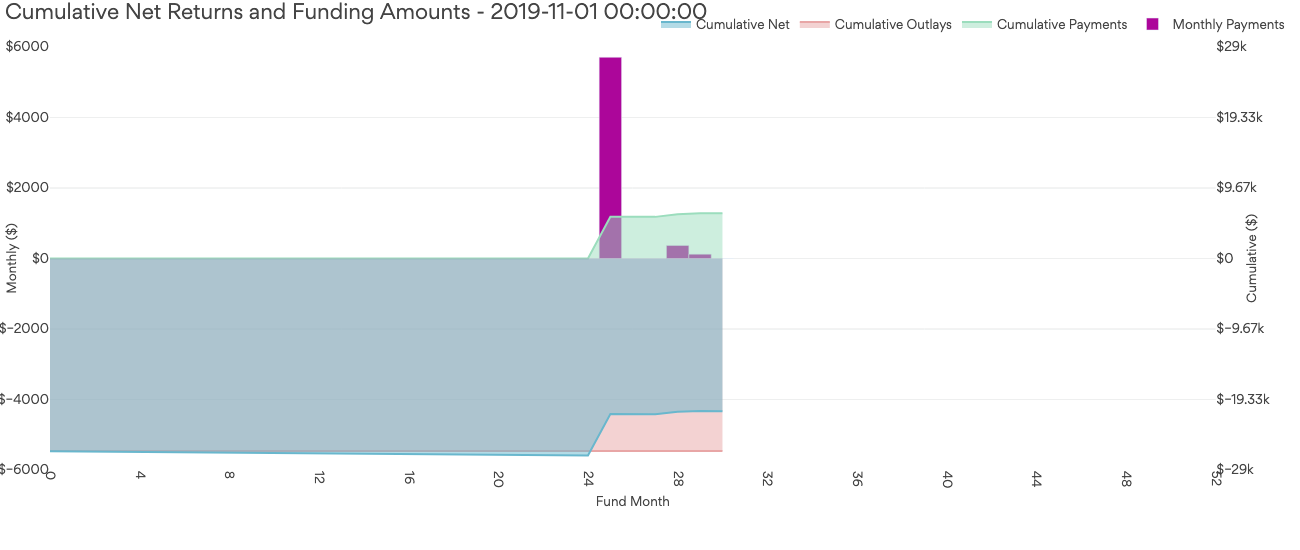 Cumulative Net Returns and Funding Amounts - 2019-11-01 00:00:00
Cumulative Net Cumulative Outlays Cumulative Payments Monthly Payments
$6000 $29k
$4000 $19.33k
$2000 $9.67k
Monthly ($)
$0 $0
Cumulative ($)
$−2000 $−9.67k
$−4000 $−19.33k
$−6000 $−29k
0 4 8 12 16 20 24 28 32 36 40 44 48 52
Fund Month